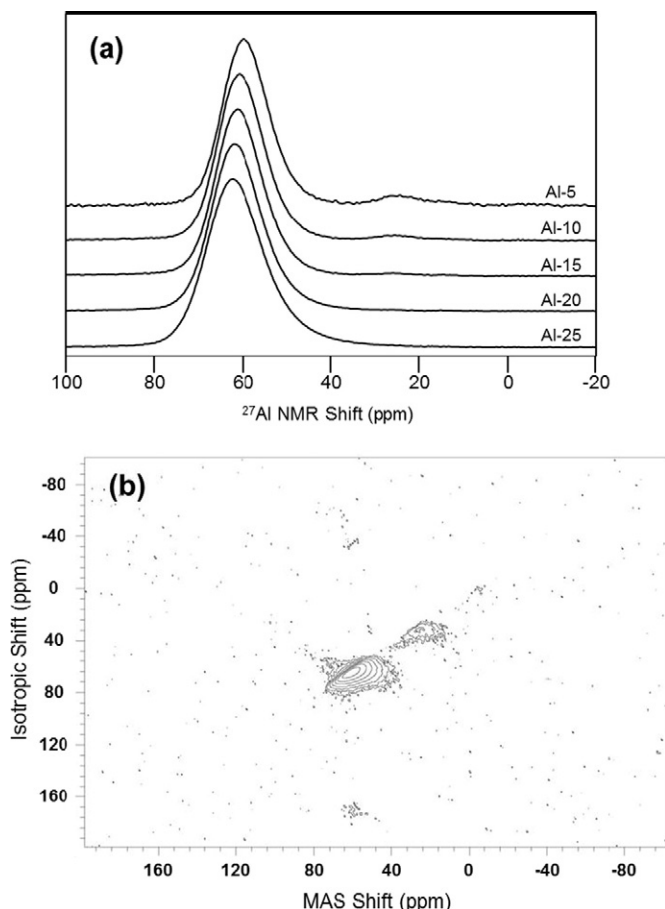 (a)
Al-5
Al-10
Al-15
Al-20
Al-25
100 80 60 40 20 0 -20
²⁷Al NMR Shift (ppm)
(b)
-80
-40
0
40
80
120
160
Isotropic Shift (ppm)
160 120 80 40 0 -40 -80
MAS Shift (ppm)